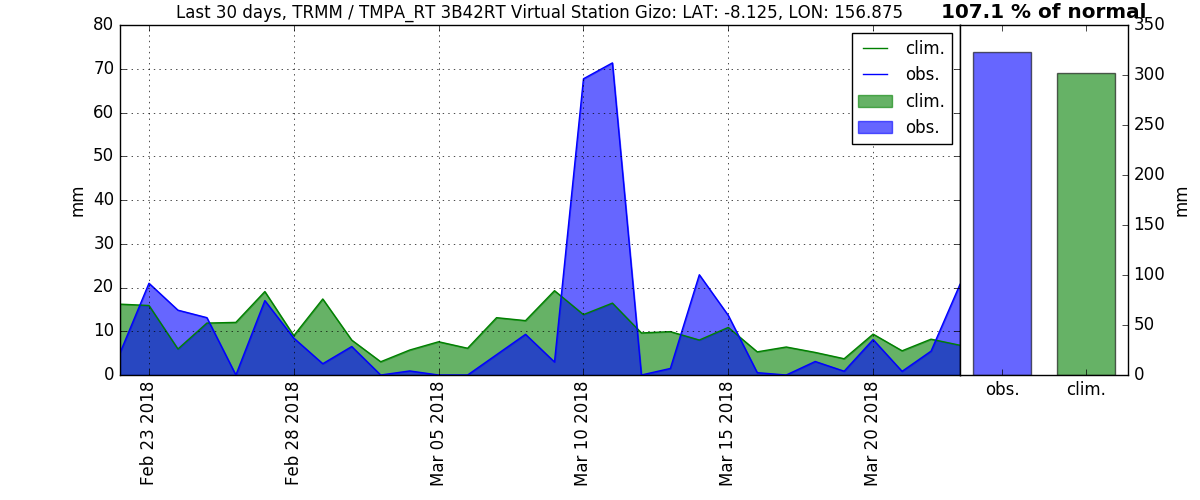 Last 30 days, TRMM / TMPA_RT 3B42RT Virtual Station Gizo: LAT: -8.125, LON: 156.875
107.1 % of normal
80
70
60
50
40
30
20
10
0
mm
clim.
obs.
clim.
obs.
350
300
250
200
150
100
50
0
mm
obs. clim.
Feb 23 2018
Feb 28 2018
Mar 05 2018
Mar 10 2018
Mar 15 2018
Mar 20 2018